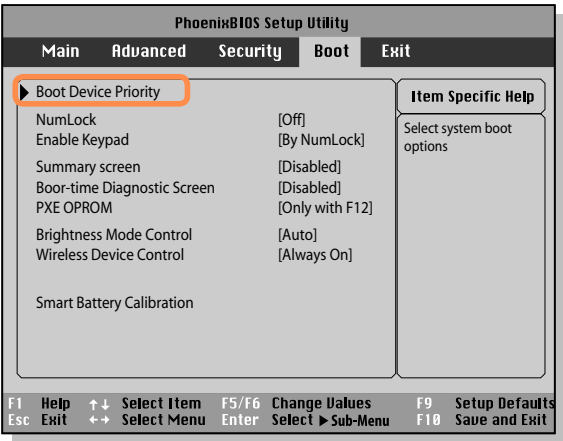 PhoenixBIOS Setup Utility
Main Advanced Security Boot Exit
Boot Device Priority
NumLock [Off]
Enable Keypad [By NumLock]
Summary screen [Disabled]
Boor-time Diagnostic Screen [Disabled]
PXE OPROM [Only with F12]
Brightness Mode Control [Auto]
Wireless Device Control [Always On]
Smart Battery Calibration
Item Specific Help
Select system boot
options
F1 Help ↑↓ Select Item F5/F6 Change Values F9 Setup Defaults
Esc Exit ←→ Select Menu Enter Select ▶ Sub-Menu F10 Save and Exit